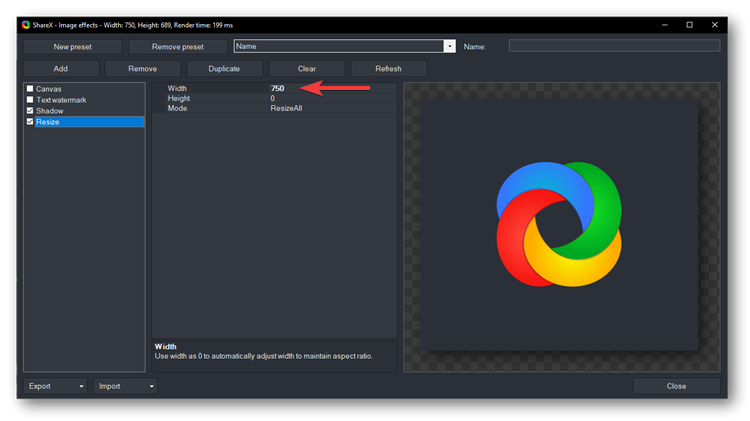 ShareX - Image effects - Width: 750, Height: 689, Render time: 199 ms
New preset Remove preset Name Name:
Add Remove Duplicate Clear Refresh
Canvas
Text watermark
Shadow
Resize
Width 750
Height 0
Mode ResizeAll
Width
Use width as 0 to automatically adjust width to maintain aspect ratio.
Export Import Close